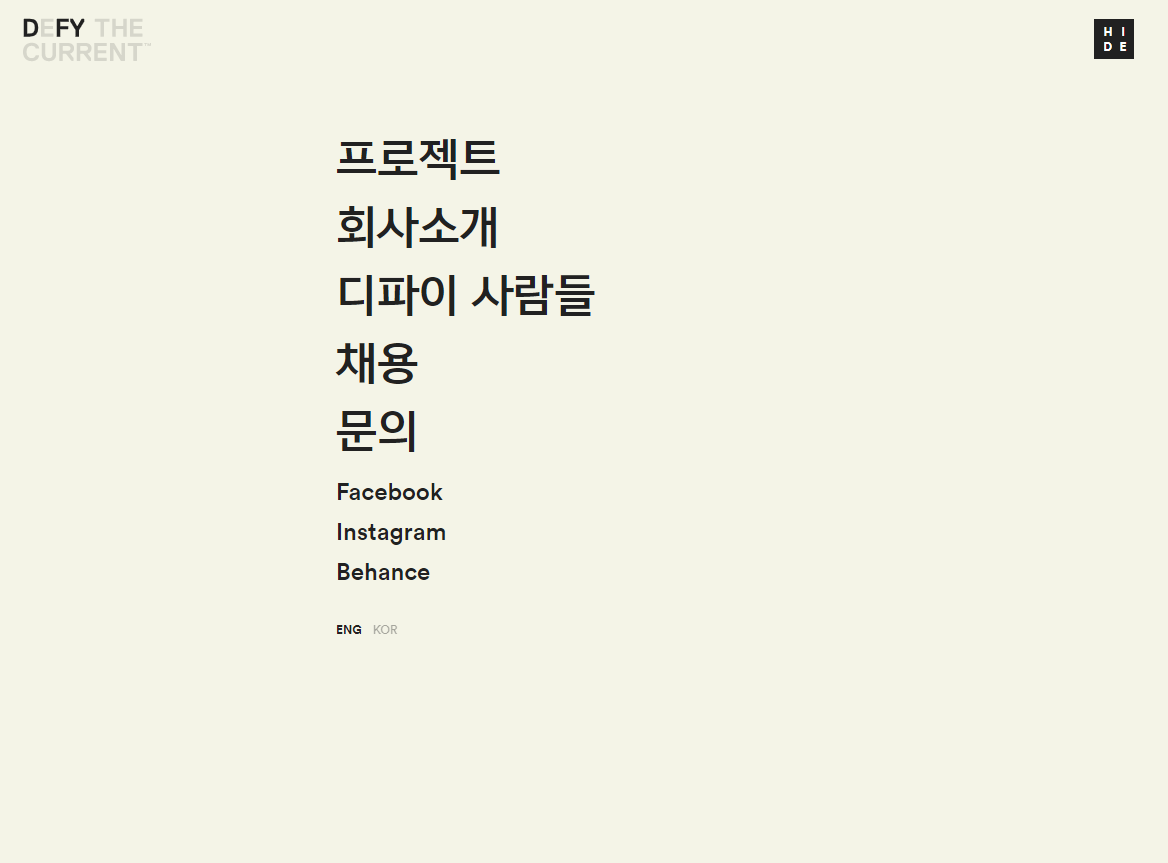 DEFY THE
CURRENT™
HI
DE
프로젝트
회사소개
디파이 사람들
채용
문의
Facebook
Instagram
Behance
ENG KOR